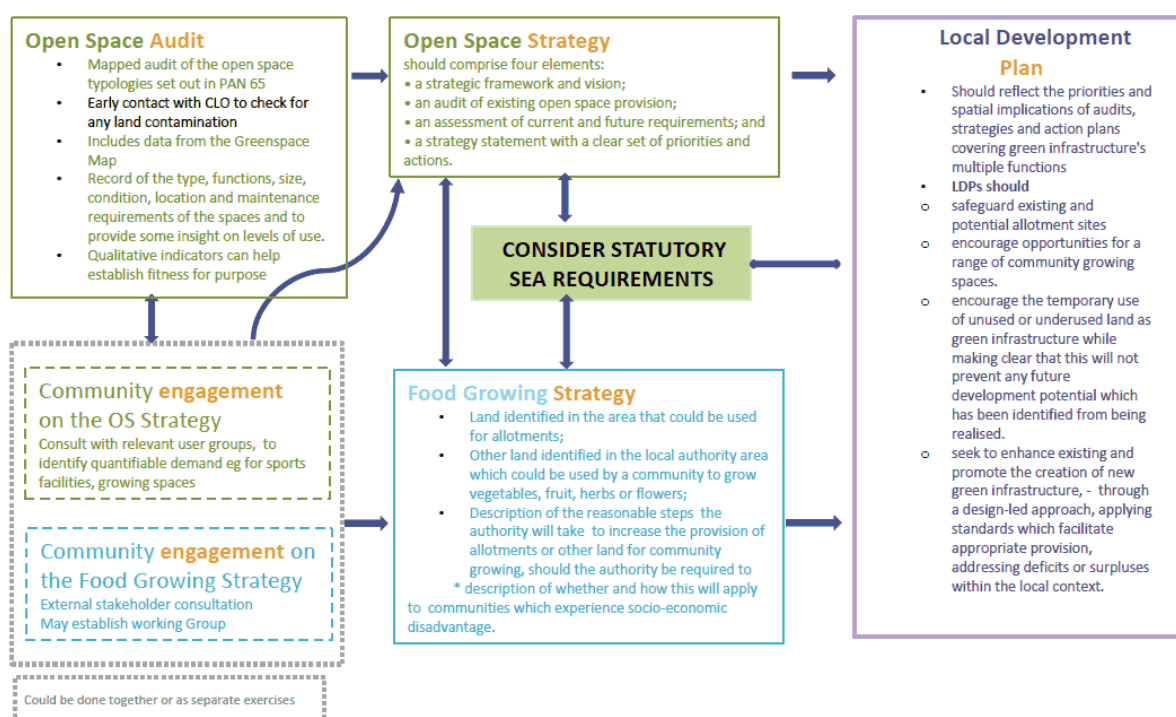 Open Space Audit
• Mapped audit of the open space
typologies set out in PAN 65
• Early contact with CLO to check for
any land contamination
• Includes data from the Greenspace
Map
• Record of the type, functions, size,
condition, location and maintenance
requirements of the spaces and to
provide some insight on levels of use.
• Qualitative indicators can help
establish fitness for purpose
Open Space Strategy
should comprise four elements:
• a strategic framework and vision;
• an audit of existing open space provision;
• an assessment of current and future requirements; and
• a strategy statement with a clear set of priorities and
actions.
CONSIDER STATUTORY
SEA REQUIREMENTS
Community engagement
on the OS Strategy
Consult with relevant user groups, to
identify quantifiable demand eg for sports
facilities, growing spaces
Community engagement on
the Food Growing Strategy
External stakeholder consultation
May establish working Group
Could be done together or as separate exercises
Food Growing Strategy
• Land identified in the area that could be used
for allotments;
• Other land identified in the local authority area
which could be used by a community to grow
vegetables, fruit, herbs or flowers;
• Description of the reasonable steps the
authority will take to increase the provision of
allotments or other land for community
growing, should the authority be required to
* description of whether and how this will apply
to communities which experience socio-economic
disadvantage.
Local Development
Plan
• Should reflect the priorities and
spatial implications of audits,
strategies and action plans
covering green infrastructure's
multiple functions
• LDPs should
o safeguard existing and
potential allotment sites
o encourage opportunities for a
range of community growing
spaces.
o encourage the temporary use
of unused or underused land as
green infrastructure while
making clear that this will not
prevent any future
development potential which
has been identified from being
realised.
o seek to enhance existing and
promote the creation of new
green infrastructure, - through
a design-led approach, applying
standards which facilitate
appropriate provision,
addressing deficits or surpluses
within the local context.